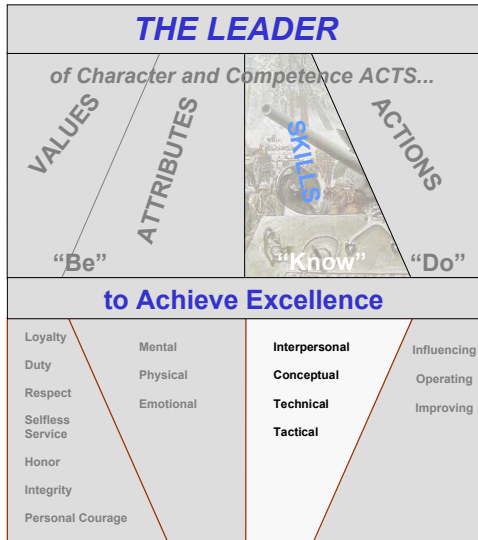 THE LEADER
of Character and Competence ACTS...
VALUES
ATTRIBUTES
SKILLS
ACTIONS
“Be”
“Know”
“Do”
to Achieve Excellence
Loyalty
Duty
Respect
Selfless
Service
Honor
Integrity
Personal Courage
Mental
Physical
Emotional
Interpersonal
Conceptual
Technical
Tactical
Influencing
Operating
Improving